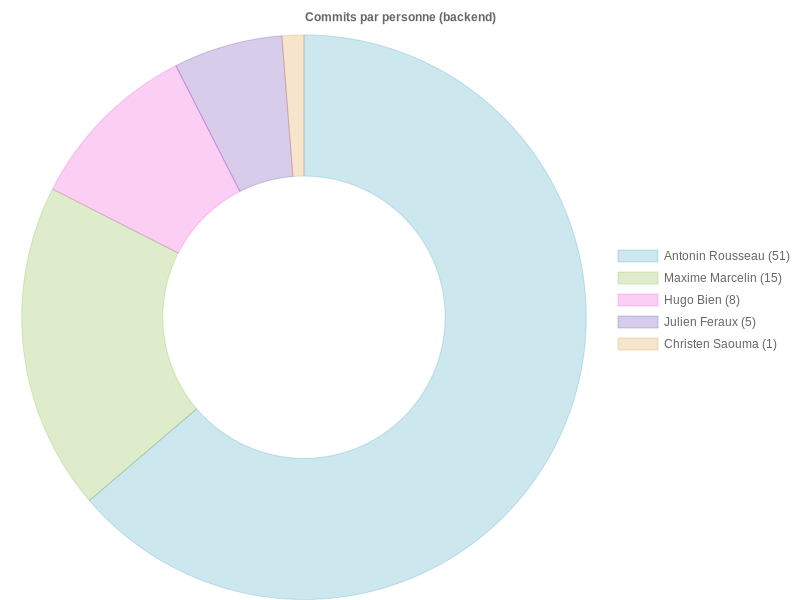 Commits par personne (backend)
Antonin Rousseau (51)
Maxime Marcelin (15)
Hugo Bien (8)
Julien Feraux (5)
Christen Saouma (1)